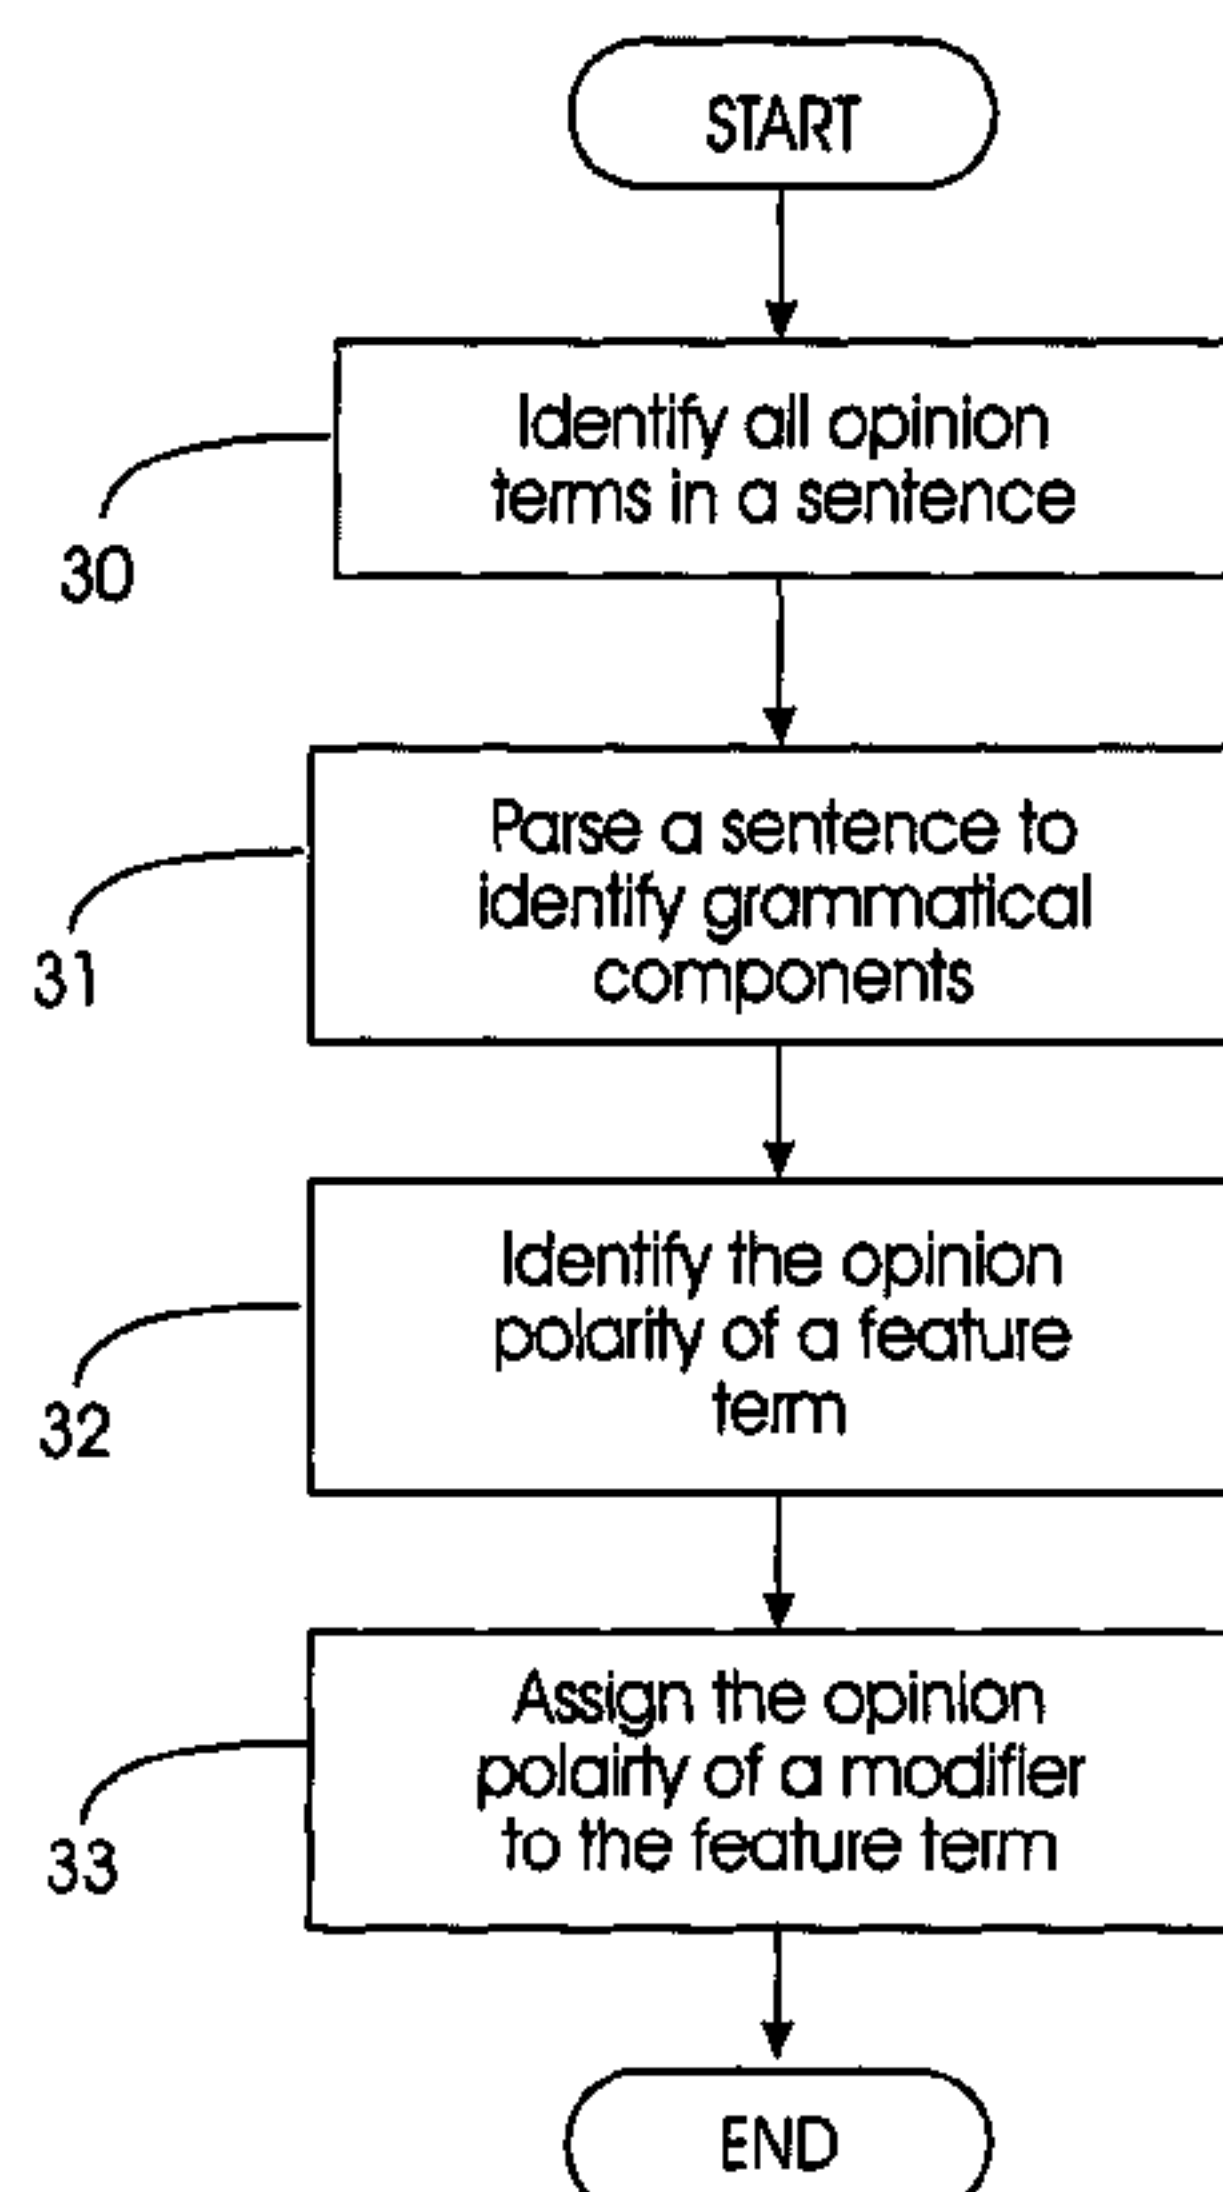 START
Identify all opinion
terms in a sentence
30
Parse a sentence to
identify grammatical
components
31
Identify the opinion
polarity of a feature
term
32
Assign the opinion
polairty of a modifier
to the feature term
33
END